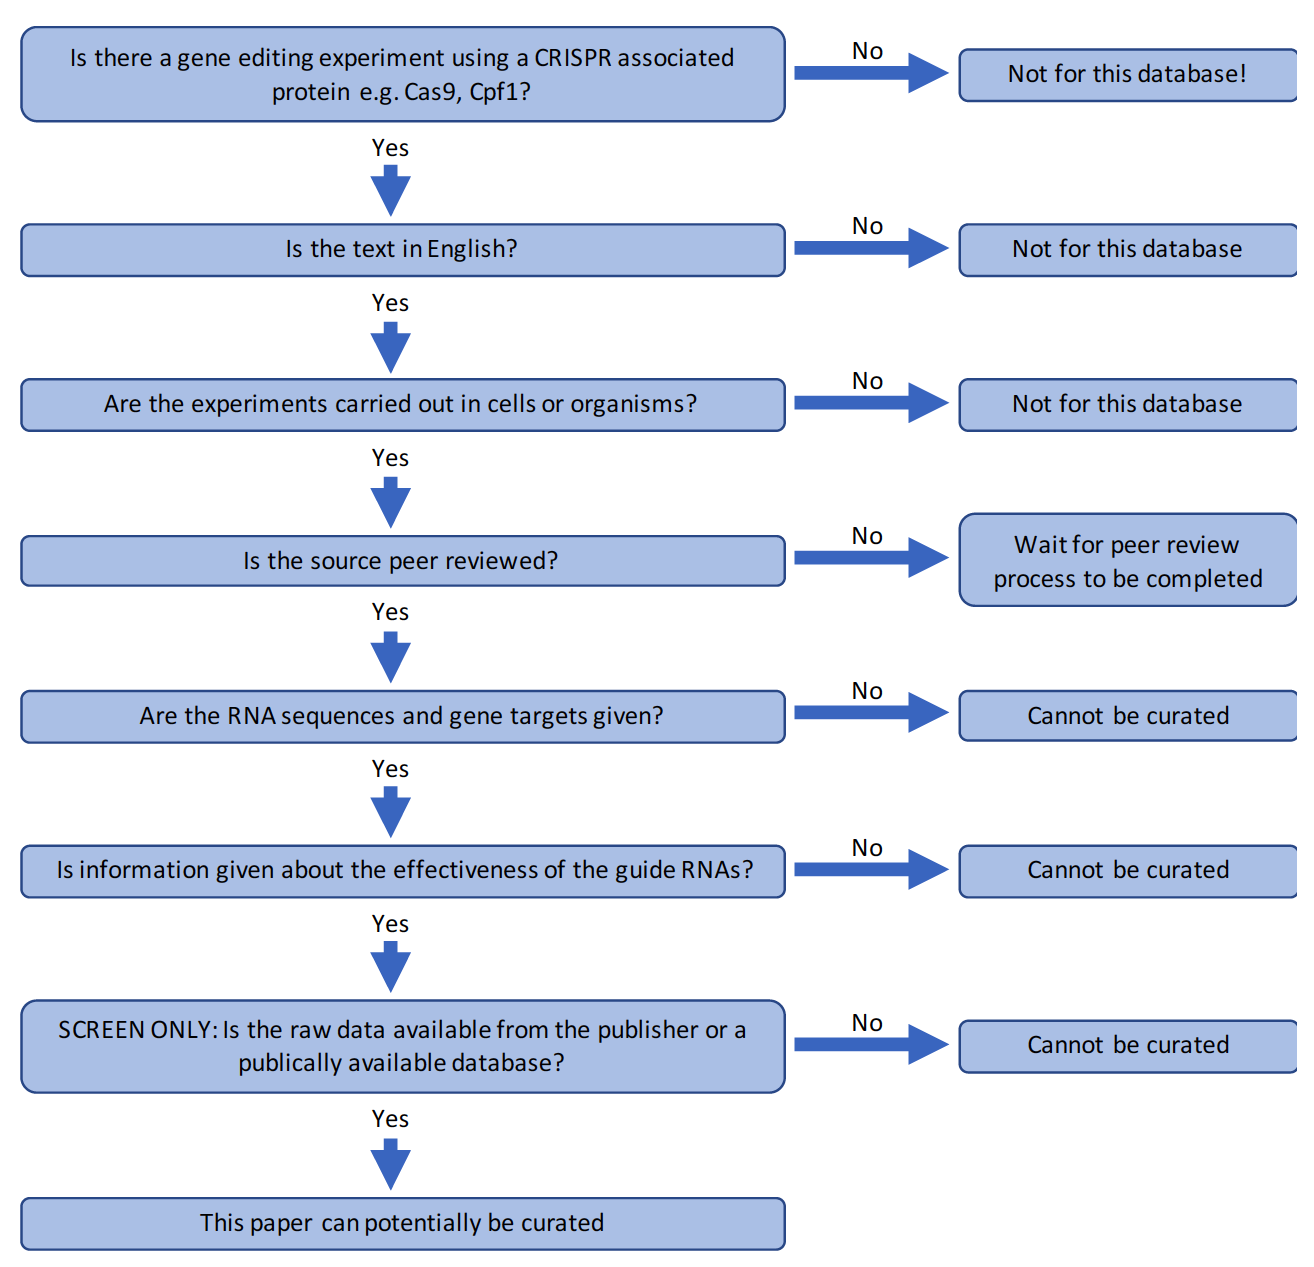 Is there a gene editing experiment using a CRISPR associated
protein e.g. Cas9, Cpf1?
No
Not for this database!
Yes
Is the text in English?
No
Not for this database
Yes
Are the experiments carried out in cells or organisms?
No
Not for this database
Yes
Is the source peer reviewed?
No
Wait for peer review
process to be completed
Yes
Are the RNA sequences and gene targets given?
No
Cannot be curated
Yes
Is information given about the effectiveness of the guide RNAs?
No
Cannot be curated
Yes
SCREEN ONLY: Is the raw data available from the publisher or a
publically available database?
No
Cannot be curated
Yes
This paper can potentially be curated